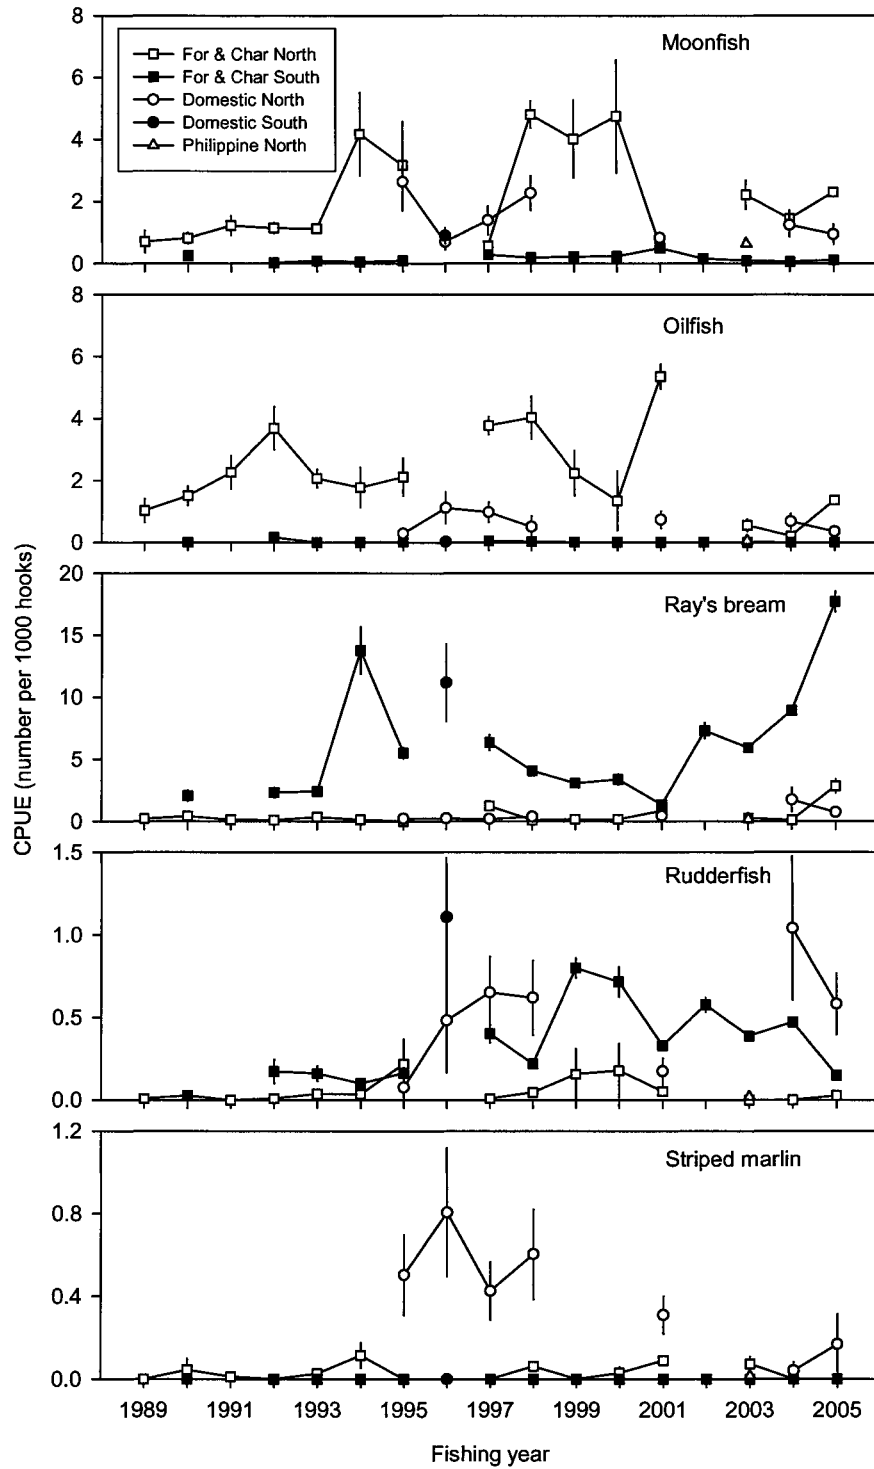 8
Moonfish
For & Char North
For & Char South
Domestic North
Domestic South
Philippine North
6
4
2
0
8
Oilfish
6
4
2
0
20
Ray's bream
15
10
5
0
1.5
Rudderfish
1.0
0.5
0.0
1.2
Striped marlin
0.8
0.4
0.0
CPUE (number per 1000 hooks)
1989 1991 1993 1995 1997 1999 2001 2003 2005
Fishing year